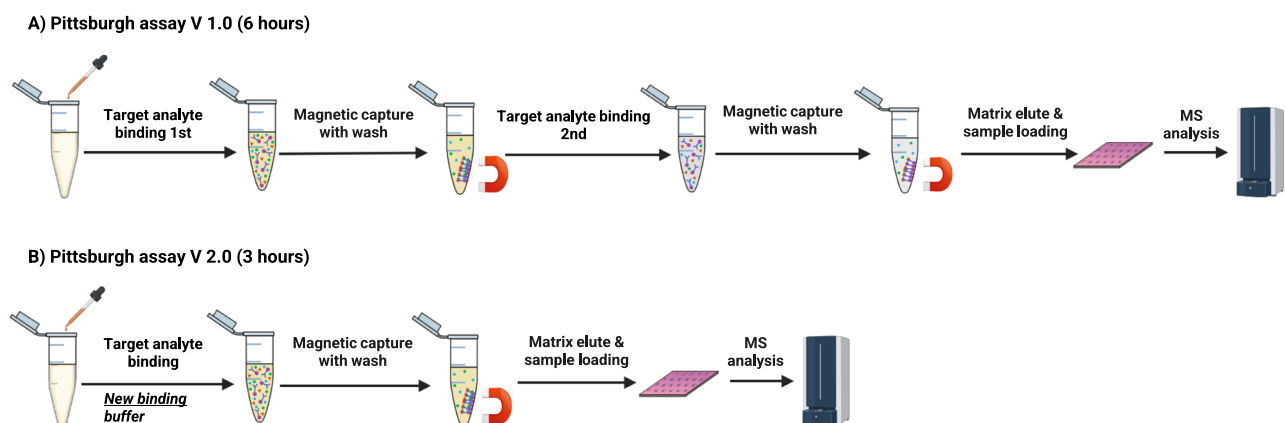 A) Pittsburgh assay V 1.0 (6 hours)
Target analyte
binding 1st
Magnetic capture
with wash
Target analyte binding
2nd
Magnetic capture
with wash
Matrix elute &
sample loading
MS
analysis
B) Pittsburgh assay V 2.0 (3 hours)
Target analyte
binding
New binding
buffer
Magnetic capture
with wash
Matrix elute &
sample loading
MS
analysis